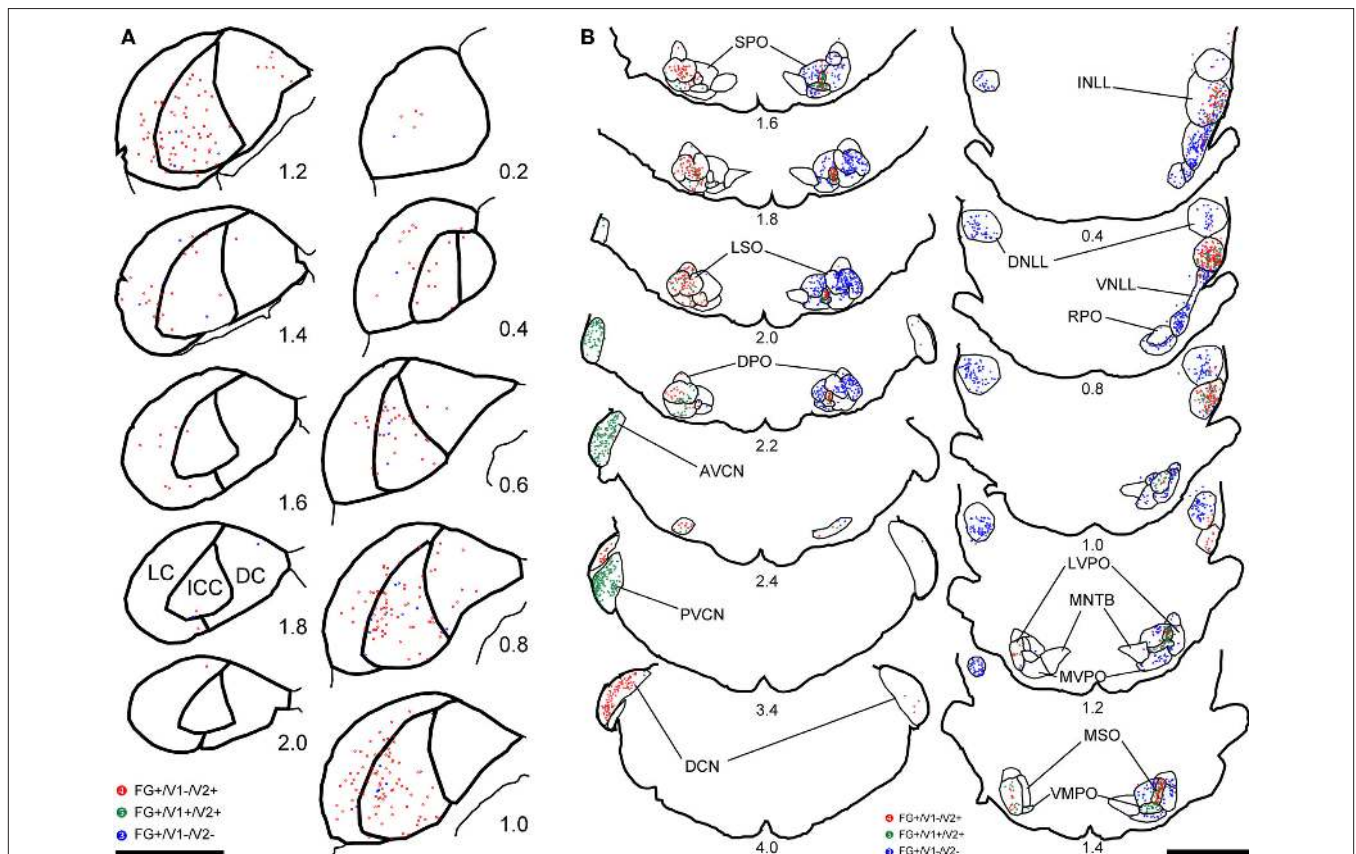 A
1.2
1.4
1.6
LC
ICC
DC
1.8
2.0
0.2
0.4
0.6
0.8
1.0
FG+/V1-/V2+
FG+/V1+/V2+
FG+/V1-/V2-
B
SPO
1.6
1.8
LSO
2.0
DPO
2.2
AVCN
2.4
PVCN
3.4
DCN
4.0
INLL
0.4
DNLL
VNLL
RPO
0.8
1.0
LVPO
MNTB
MVPO
1.2
MSO
VMPO
1.4
FG+/V1-/V2+
FG+/V1+/V2+
FG+/V1-/V2-